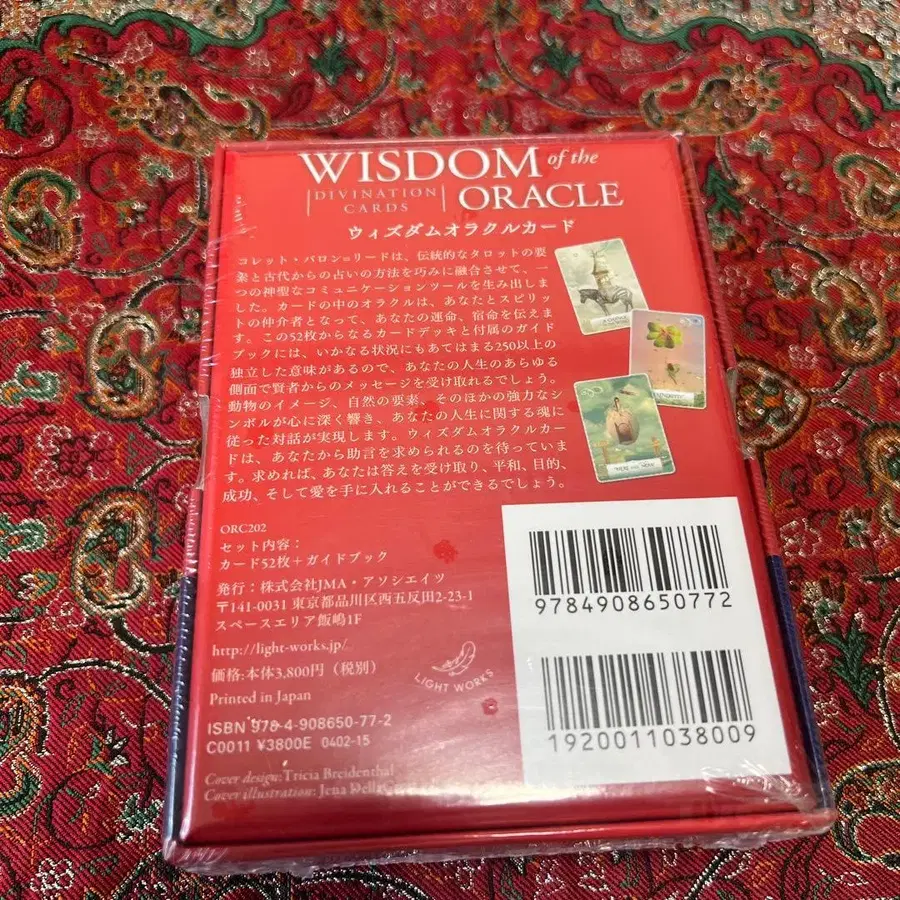 WISDOM of the
DIVINATION CARDS ORACLE
ウィズダムオラクルカード
コレット・バロン=リードは、伝統的なタロットの要
素と古代からの占いの方法を巧みに融合させて、一
つの神聖なコミュニケーションツールを生み出しま
した。カードの中のオラクルは、あなたとスピリッ
トの仲介者となって、あなたの運命、宿命を伝えま
す。この52枚からなるカードデッキと付属のガイド
ブックには、いかなる状況にもあてはまる250以上の
独立した意味があるので、あなたの人生のあらゆる
側面で賢者からのメッセージを受け取れるでしょう。
動物のイメージ、自然の要素、そのほかの強力なシ
ンボルが心に深く響き、あなたの人生に関する魂に
従った対話が実現します。ウィズダムオラクルカー
ドは、あなたから助言を求められるのを待っていま
す。求めれば、あなたは答えを受け取り、平和、目的、
成功、そして愛を手に入れることができるでしょう。
HERE AND NOW
ORC202
セット内容：
カード52枚＋ガイドブック
発行：株式会社JMA・アソシエイツ
〒141-0031 東京都品川区西五反田2-23-1
スペースエリア飯嶋1F
http://light-works.jp/
価格:本体3,800円（税別）
Printed in Japan
LIGHT WORKS
ISBN 978-4-908650-77-2
C0011 ¥3800E 0402-15
Cover design:Tricia Breidenthal
Cover illustration: Jena
9784908650772
1920011038009